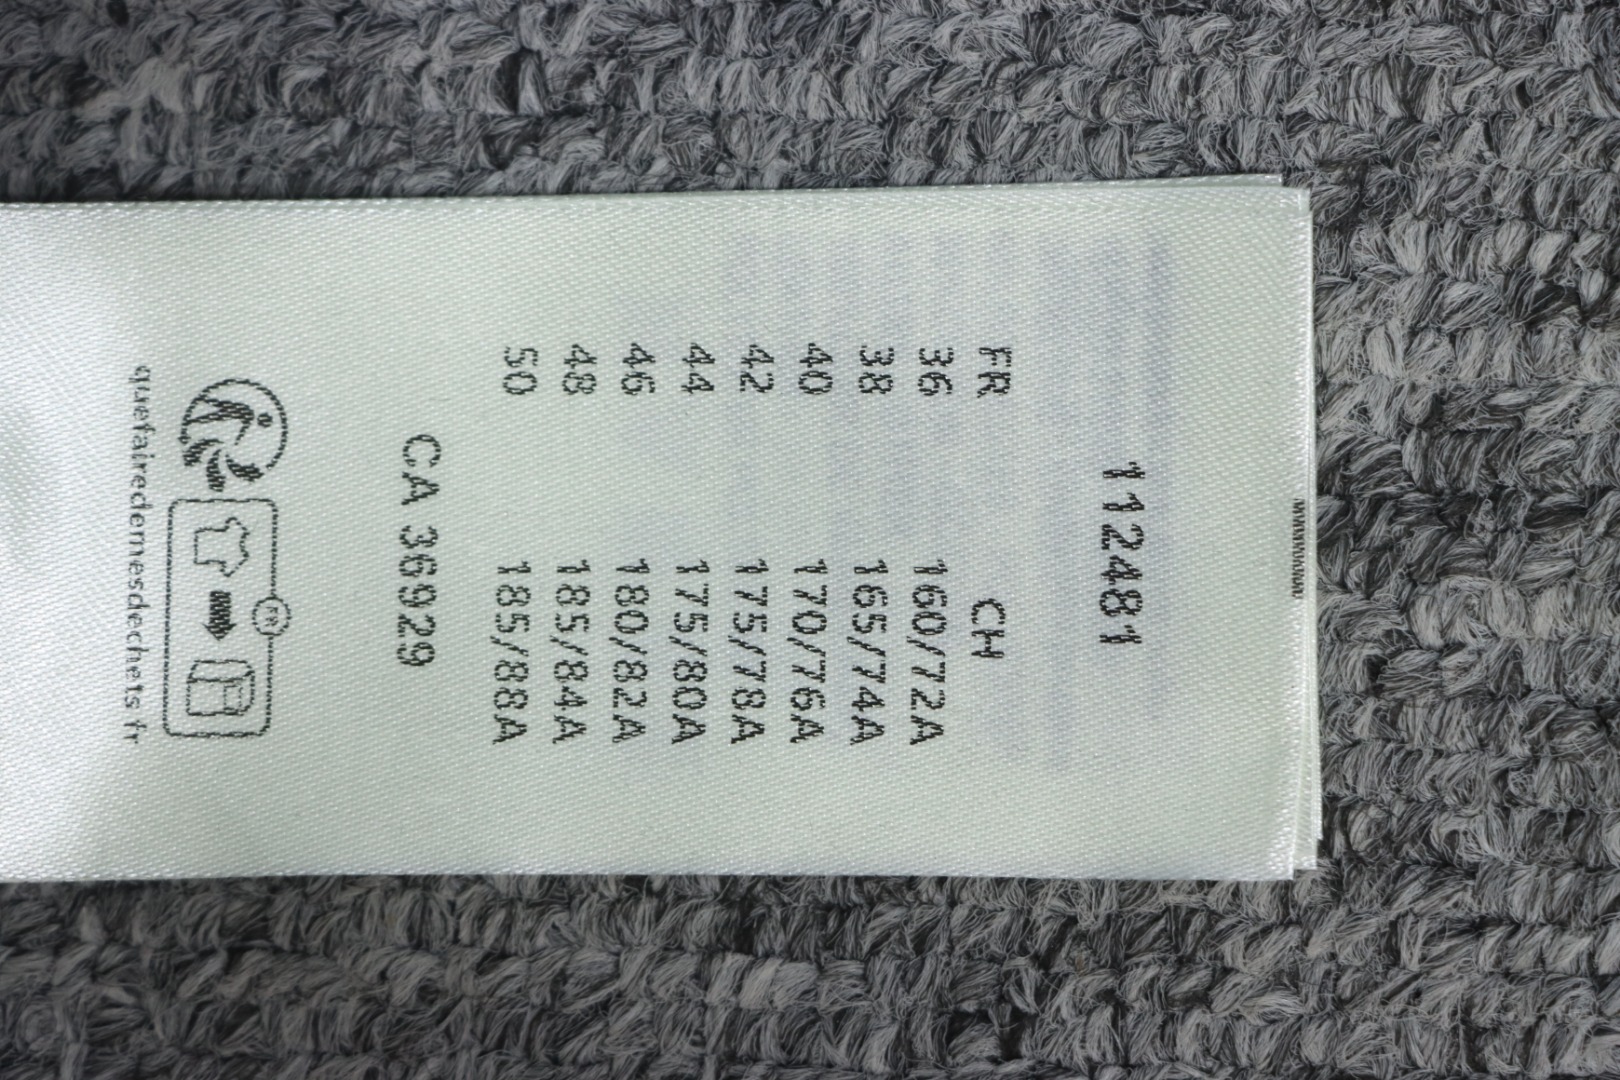 112481
FR CH
36 160/72A
38 165/74A
40 170/76A
42 175/78A
44 175/80A
46 180/82A
48 185/84A
50 185/88A
CA 36929
FR
quefairedemesdechets.fr